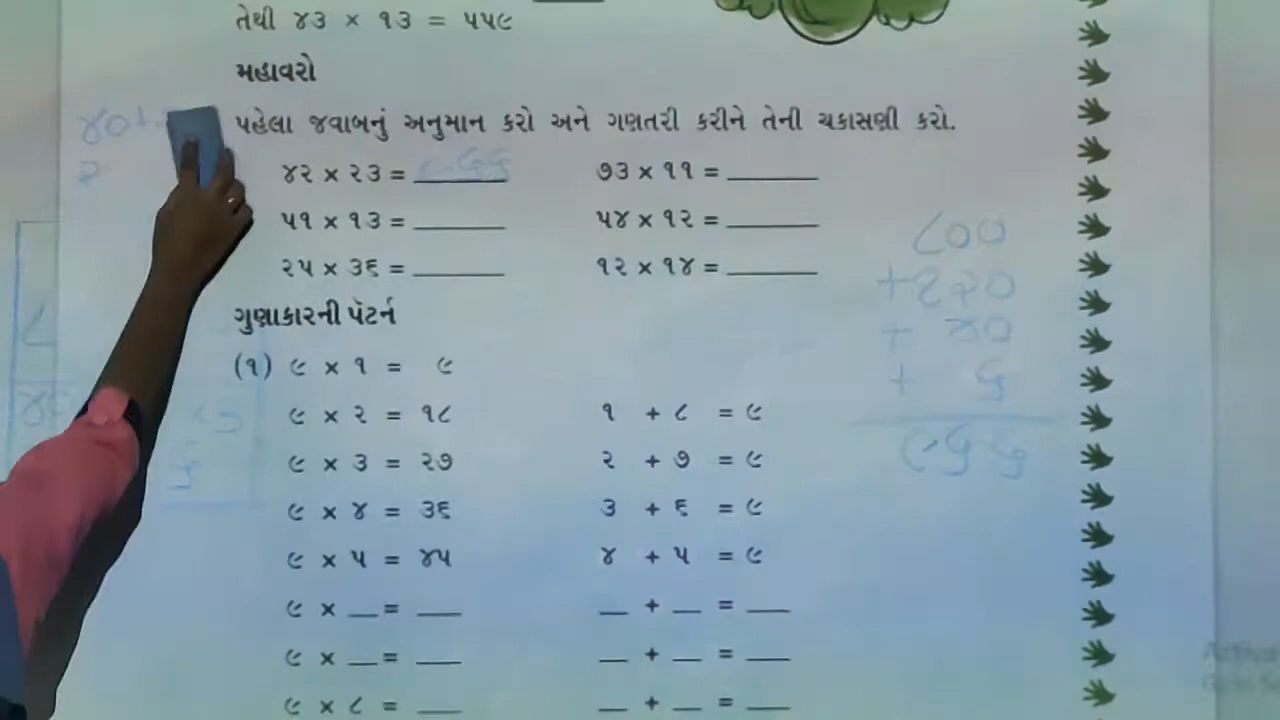 તેથી ૪૩ × ૧૩ = ૫૫૯
મહાવરો
પહેલા જવાબનું અનુમાન કરો અને ગણતરી કરીને તેની ચકાસણી કરો.
૪૨ × ૨૩ = ______ ૭૩ × ૧૧ = ______
૫૧ × ૧૩ = ______ ૫૪ × ૧૨ = ______
૨૫ × ૩૬ = ______ ૧૨ × ૧૪ = ______
ગુણાકારની પૅટર્ન
(૧) ૯ × ૧ = ૯
૯ × ૨ = ૧૮ ૧ + ૮ = ૯
૯ × ૩ = ૨૭ ૨ + ૭ = ૯
૯ × ૪ = ૩૬ ૩ + ૬ = ૯
૯ × ૫ = ૪૫ ૪ + ૫ = ૯
૯ × __ = ___ __ + __ = ___
૯ × __ = ___ __ + __ = ___
૯ × ૮ = ___ __ + __ = ___